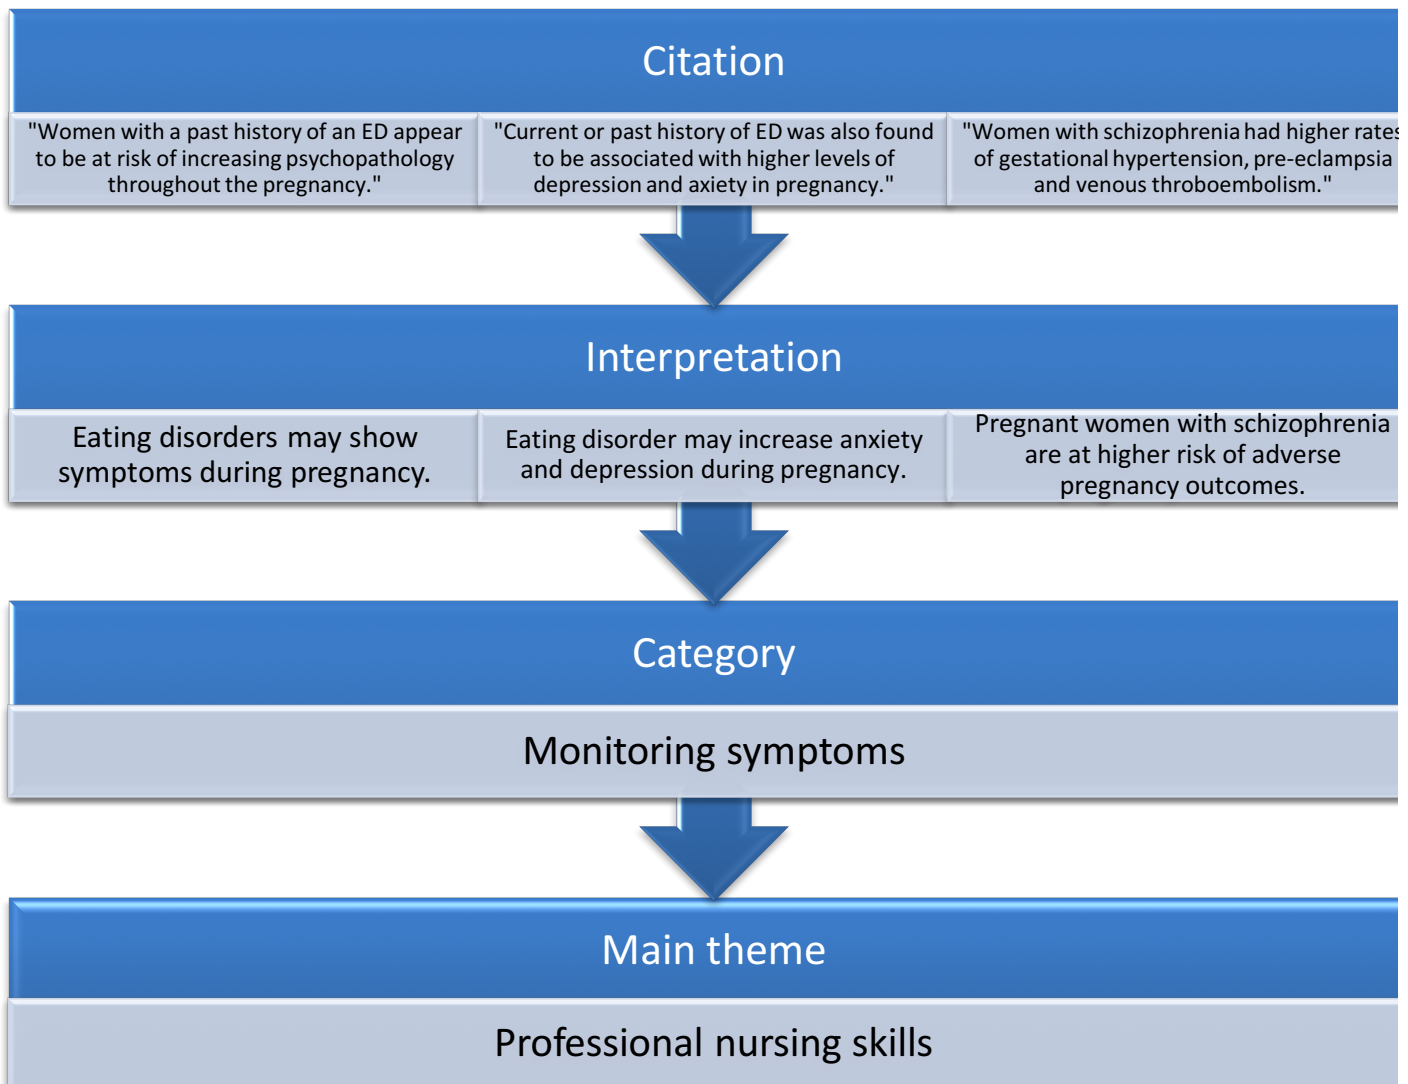 Citation
"Women with a past history of an ED appear
to be at risk of increasing psychopathology
throughout the pregnancy."
"Current or past history of ED was also found
to be associated with higher levels of
depression and axiety in pregnancy."
"Women with schizophrenia had higher rates
of gestational hypertension, pre-eclampsia
and venous throboembolism."
Interpretation
Eating disorders may show
symptoms during pregnancy.
Eating disorder may increase anxiety
and depression during pregnancy.
Pregnant women with schizophrenia
are at higher risk of adverse
pregnancy outcomes.
Category
Monitoring symptoms
Main theme
Professional nursing skills